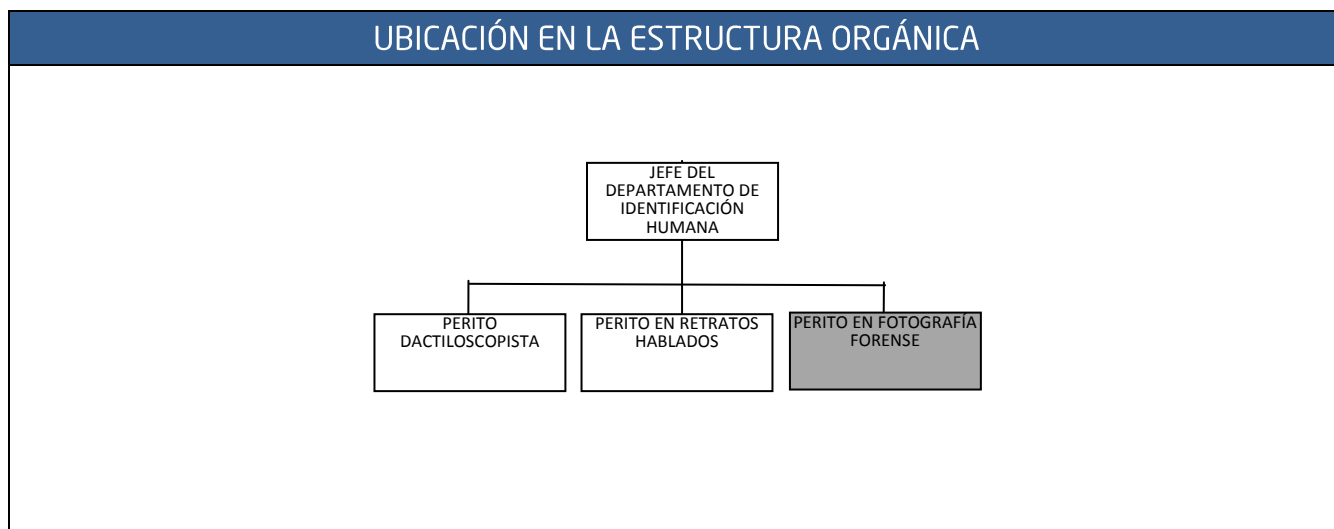 UBICACIÓN EN LA ESTRUCTURA ORGÁNICA
JEFE DEL
DEPARTAMENTO DE
IDENTIFICACIÓN
HUMANA
PERITO
DACTILOSCOPISTA
PERITO EN RETRATOS
HABLADOS
PERITO EN FOTOGRAFÍA
FORENSE